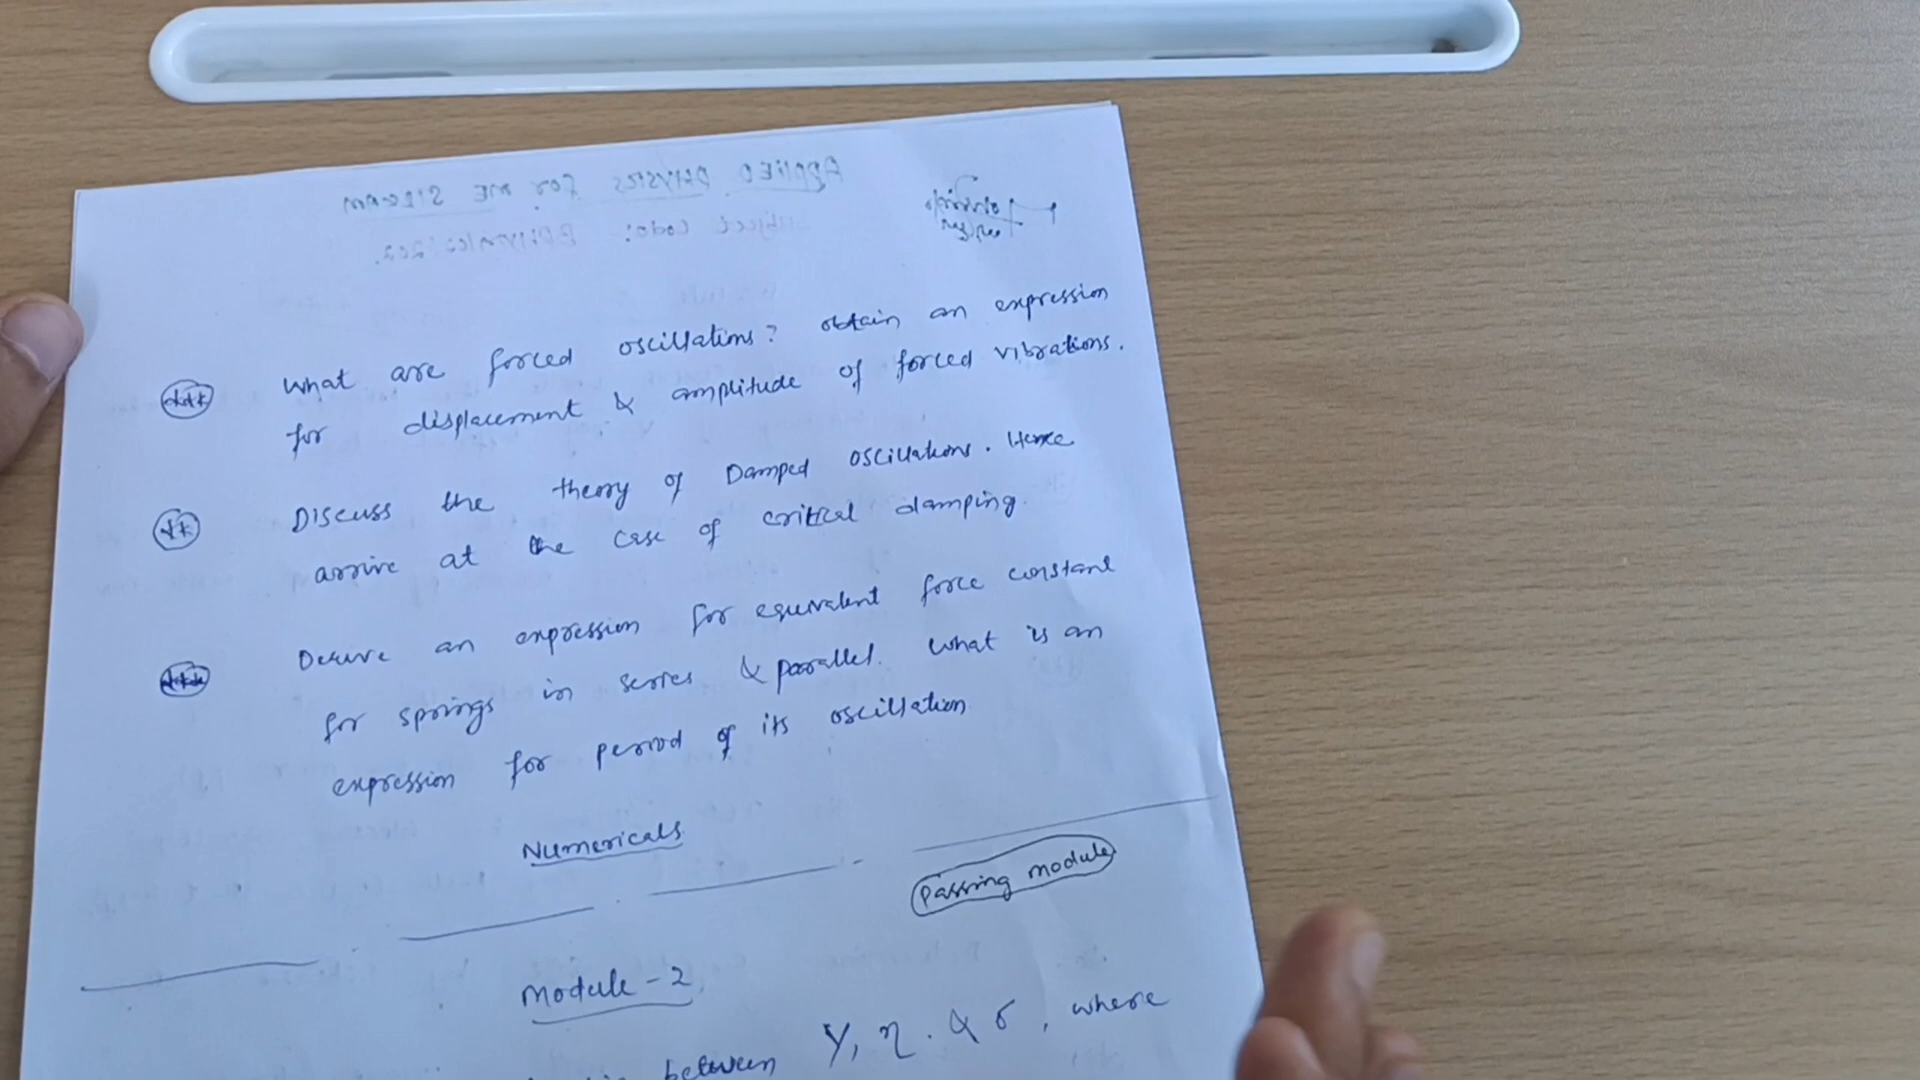 What are forced oscillations? obtain an expression
for displacement & amplitude of forced vibrations.
Discuss the theory of Damped oscillations. Hence
arrive at the case of critical damping.
Derive an expression for equivalent force constant
for springs in series & parallel. What is an
expression for period of its oscillation
Numericals
Passing module
Module-2
between Y, η. & σ, where